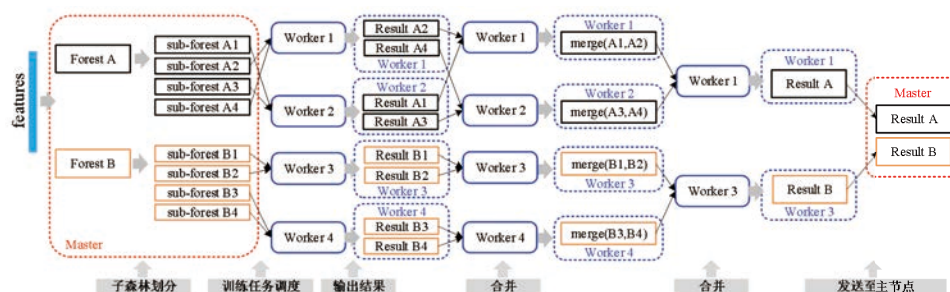 features
Forest A
sub-forest A1
sub-forest A2
sub-forest A3
sub-forest A4
Forest B
sub-forest B1
sub-forest B2
sub-forest B3
sub-forest B4
Master
Worker 1
Worker 2
Worker 3
Worker 4
Result A2
Result A4
Worker 1
Worker 2
Result A1
Result A3
Result B1
Result B2
Worker 3
Worker 4
Result B3
Result B4
Worker 1
Worker 2
Worker 3
Worker 4
Worker 1
merge(A1,A2)
Worker 2
merge(A3,A4)
merge(B1,B2)
Worker 3
merge(B3,B4)
Worker 4
Worker 1
Worker 3
Worker 1
Result A
Result B
Worker 3
Master
Result A
Result B
子森林划分
训练任务调度
输出结果
合并
合并
发送至主节点